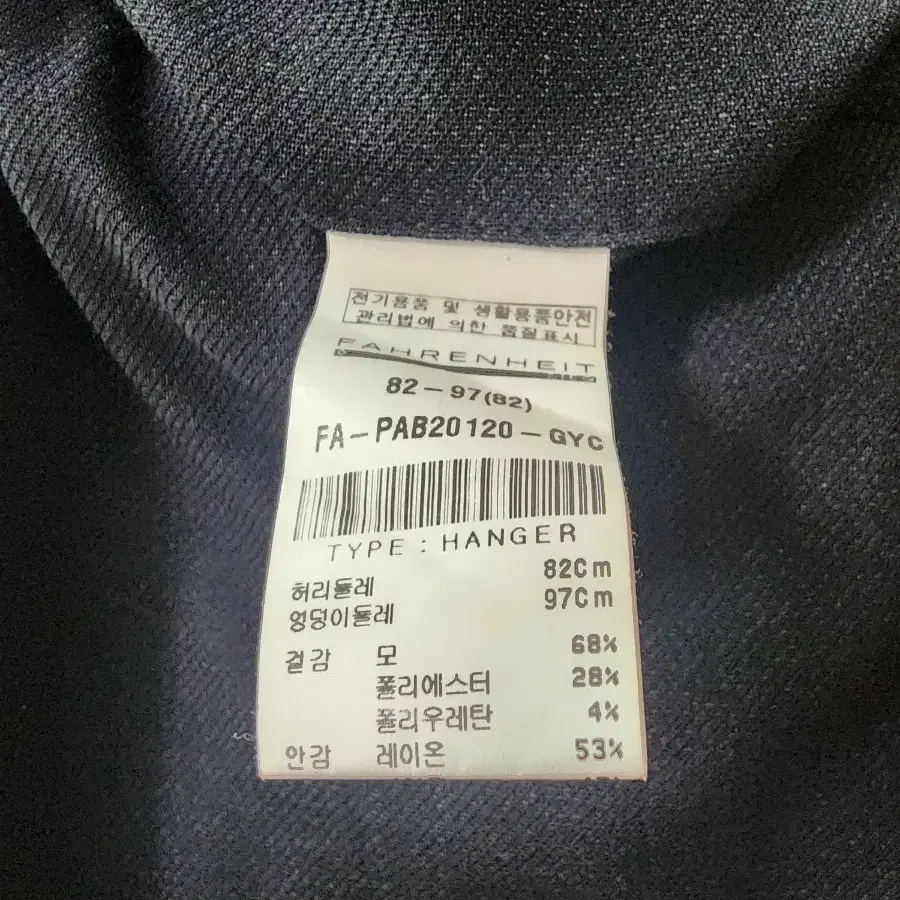 전기용품 및 생활용품안전
관리법에 의한 품질표시
FAHRENHEIT
82-97(82)
FA-PAB20120-GYC
TYPE : HANGER
허리둘레 82Cm
엉덩이둘레 97Cm
겉감 모 68%
폴리에스터 28%
폴리우레탄 4%
안감 레이온 53%